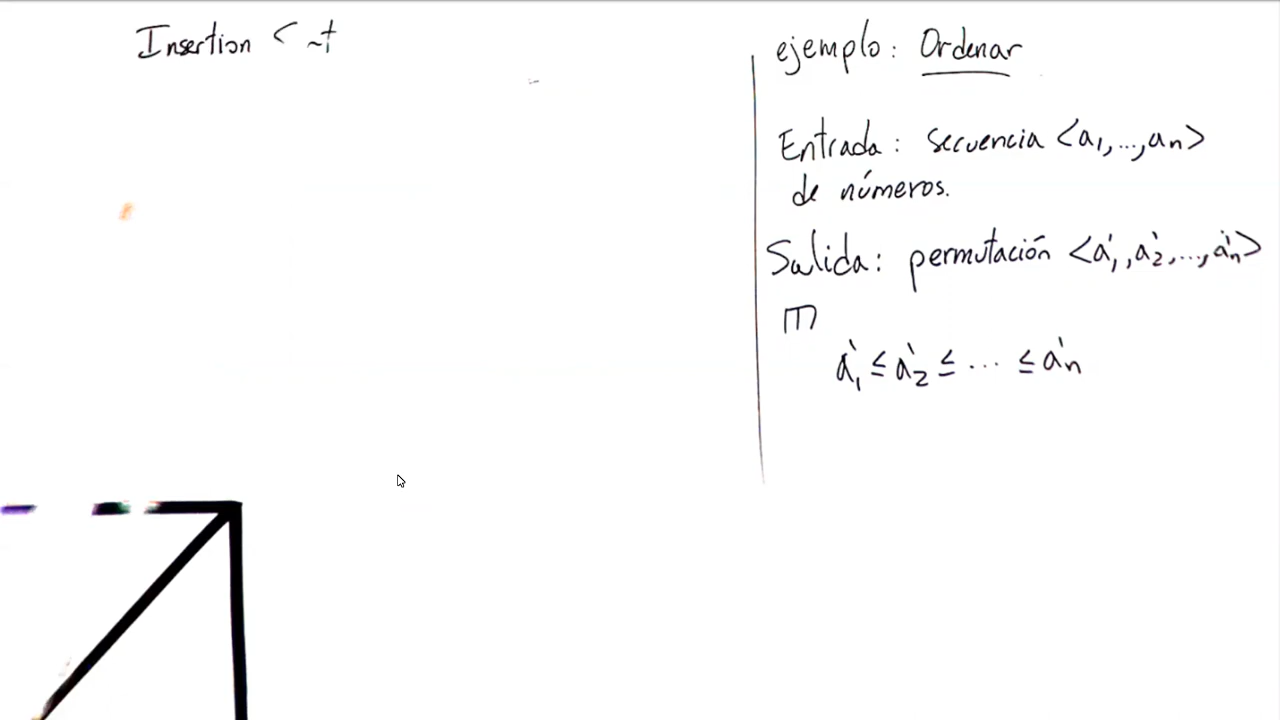 Insertion
ejemplo: Ordenar
Entrada: secuencia <a1,...,an>
de números.
Salida: permutación <a'1,a'2,...,a'n>
a'1 ≤ a'2 ≤ ... ≤ a'n